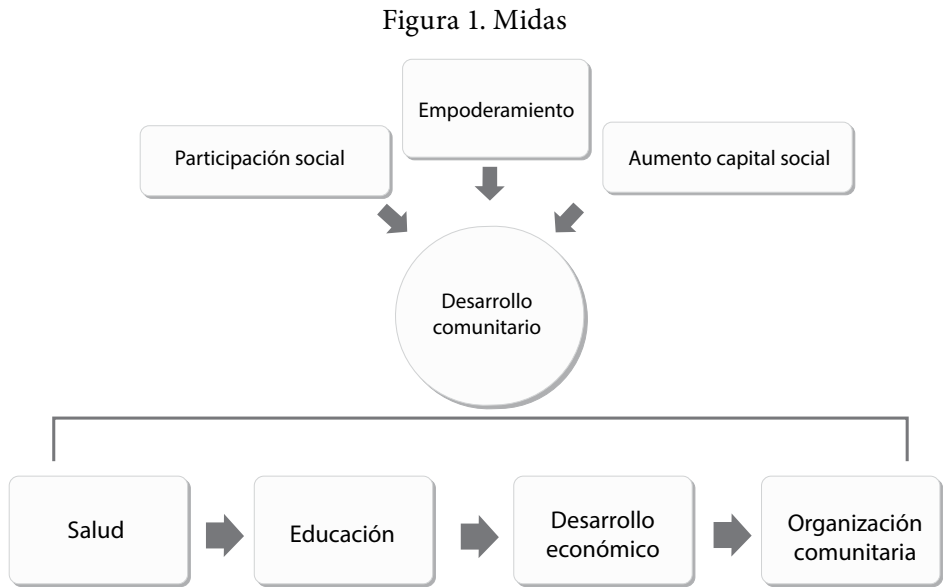 Figura 1. Midas
Empoderamiento
Participación social
Aumento capital social
Desarrollo
comunitario
Salud
Educación
Desarrollo
económico
Organización
comunitaria